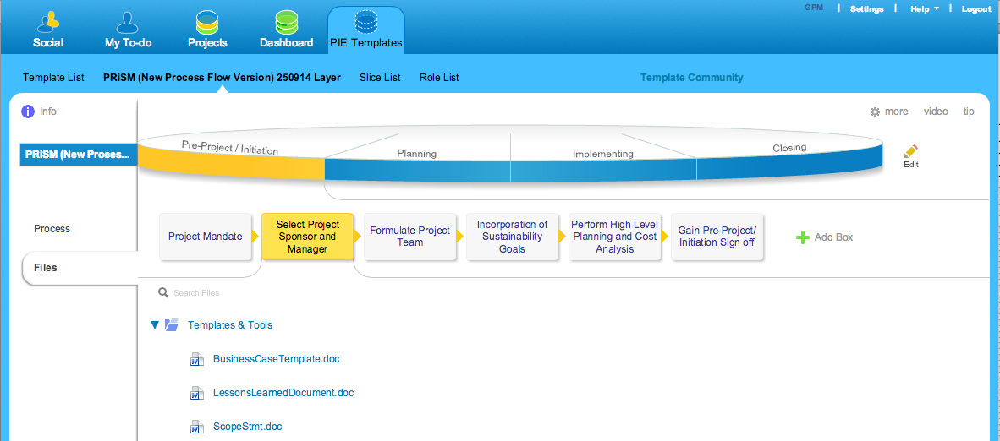 GPM | Settings | Help | Logout
Social My To-do Projects Dashboard PIE Templates
Template List PRiSM (New Process Flow Version) 250914 Layer Slice List Role List Template Community
i Info more video tip
PRISM (New Proces...
Pre-Project / Initiation Planning Implementing Closing
Edit
Process
Files
Project Mandate
Select Project
Sponsor and
Manager
Formulate Project
Team
Incorporation of
Sustainability
Goals
Perform High Level
Planning and Cost
Analysis
Gain Pre-Project/
Initiation Sign off
Add Box
Search Files
Templates & Tools
W BusinessCaseTemplate.doc
W LessonsLearnedDocument.doc
W ScopeStmt.doc